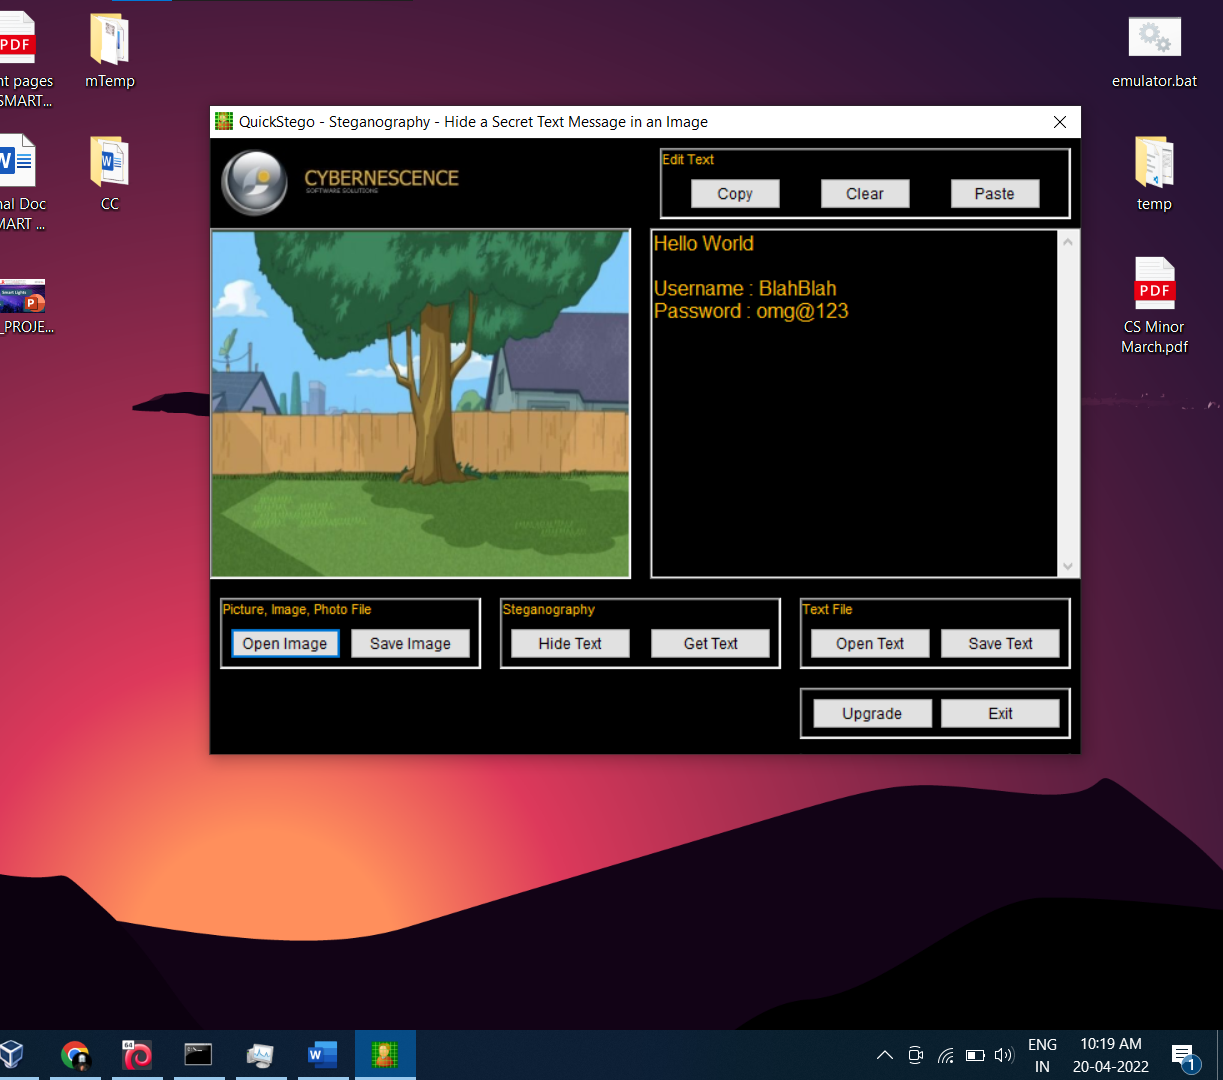 nt pages
SMART...
mTemp
emulator.bat
nal Doc
MART ...
CC
temp
_PROJE...
CS Minor
March.pdf
PDF
PDF
QuickStego - Steganography - Hide a Secret Text Message in an Image
CYBERNESCENCE
SOFTWARE SOLUTIONS
Edit Text
Copy Clear Paste
Hello World
Username : BlahBlah
Password : omg@123
Picture, Image, Photo File
Open Image Save Image
Steganography
Hide Text Get Text
Text File
Open Text Save Text
Upgrade Exit
64
ENG
IN
10:19 AM
20-04-2022
1